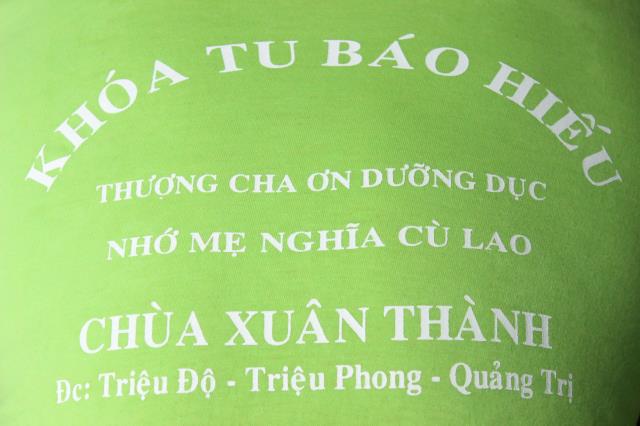 KHÓA TU BÁO HIẾU
THƯỢNG CHA ƠN DƯỠNG DỤC
NHỚ MẸ NGHĨA CÙ LAO
CHÙA XUÂN THÀNH
Đc: Triệu Độ - Triệu Phong - Quảng Trị